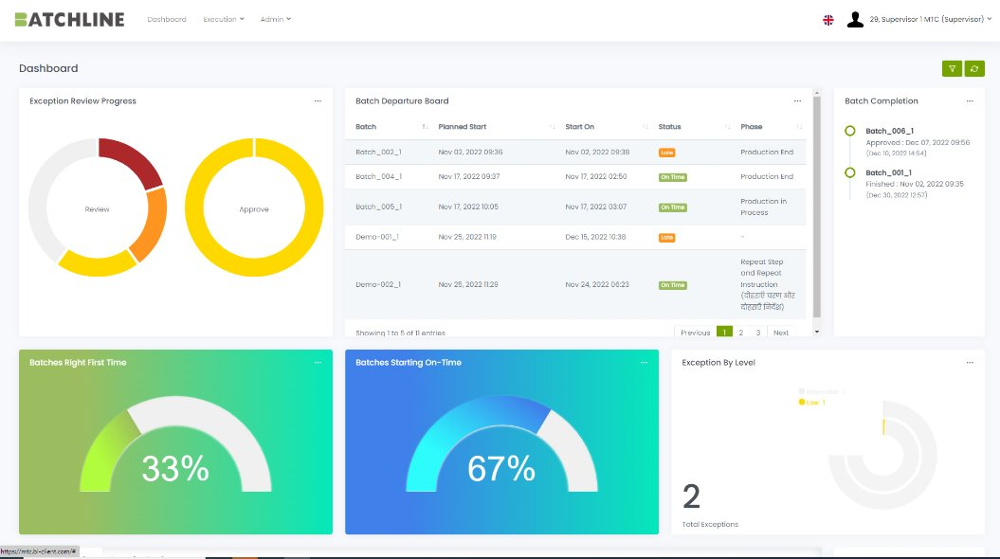 BATCHLINE
Dashboard
Execution
Admin
29, Supervisor 1 MTC (Supervisor)
Dashboard
Exception Review Progress
Review
Approve
Batch Departure Board
Batch Planned Start Start On Status Phase
Batch_002_1 Nov 02, 2022 09:36 Nov 02, 2022 09:38 Late Production End
Batch_004_1 Nov 17, 2022 09:37 Nov 17, 2022 02:50 On Time Production End
Batch_005_1 Nov 17, 2022 10:05 Nov 17, 2022 03:07 On Time Production in
Process
Demo-001_1 Nov 25, 2022 11:19 Dec 15, 2022 10:38 Late -
Demo-002_1 Nov 25, 2022 11:29 Nov 24, 2022 06:23 On Time Repeat Step
and Repeat
Instruction
(दोहराएँ चरण और
दोहराएँ निर्देश)
Showing 1 to 5 of 11 entries
Previous 1 2 3 Next
Batch Completion
Batch_006_1
Approved : Dec 07, 2022 09:56
(Dec 10, 2022 14:54)
Batch_001_1
Finished : Nov 02, 2022 09:35
(Dec 30, 2022 12:57)
Batches Right First Time
33%
Batches Starting On-Time
67%
Exception By Level
Information: 1
Low: 1
2
Total Exceptions
https://mtc.bl-client.com/#